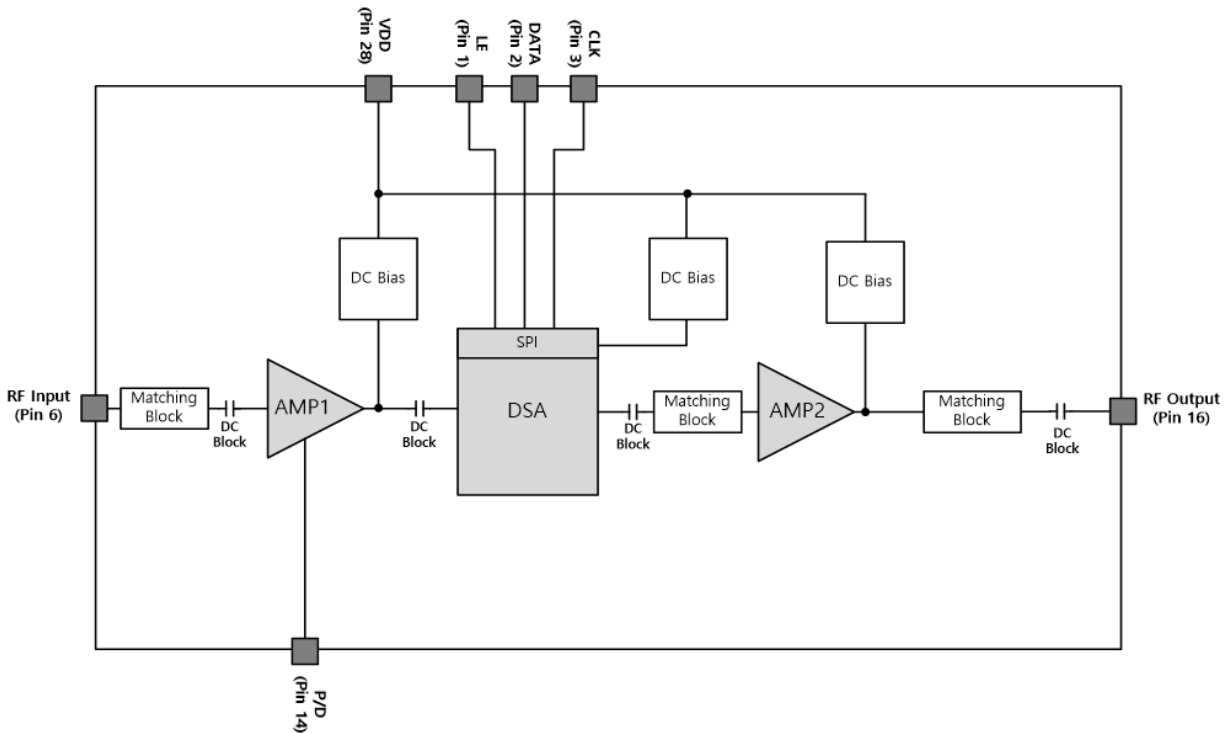 VDD
(Pin 28)
LE
(Pin 1)
DATA
(Pin 2)
CLK
(Pin 3)
DC Bias
DC Bias
DC Bias
SPI
RF Input
(Pin 6)
Matching
Block
DC
Block
AMP1
DC
Block
DSA
DC
Block
Matching
Block
AMP2
Matching
Block
DC
Block
RF Output
(Pin 16)
P/D
(Pin 14)